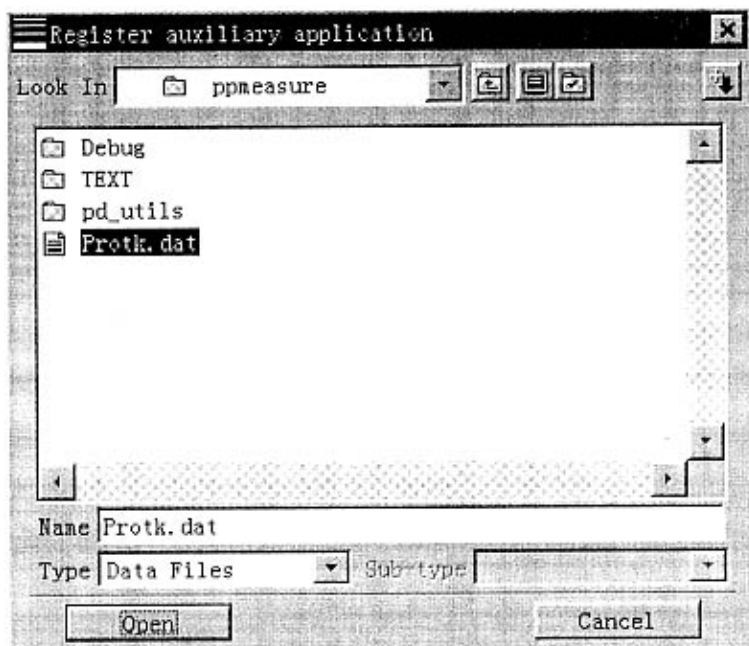 Register auxiliary application
Look In ppmeasure
Debug
TEXT
pd_utils
Protk.dat
Name Protk.dat
Type Data Files Sub-type
Open Cancel